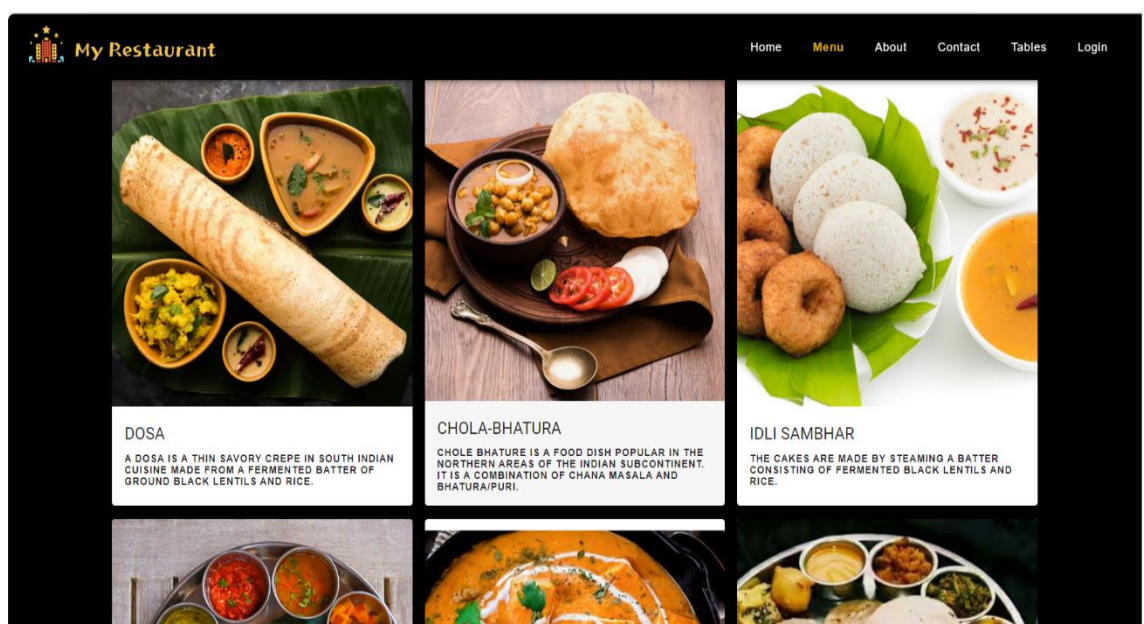 My Restaurant
Home Menu About Contact Tables Login
DOSA
A DOSA IS A THIN SAVORY CREPE IN SOUTH INDIAN
CUISINE MADE FROM A FERMENTED BATTER OF
GROUND BLACK LENTILS AND RICE.
CHOLA-BHATURA
CHOLE BHATURE IS A FOOD DISH POPULAR IN THE
NORTHERN AREAS OF THE INDIAN SUBCONTINENT.
IT IS A COMBINATION OF CHANA MASALA AND
BHATURA/PURI.
IDLI SAMBHAR
THE CAKES ARE MADE BY STEAMING A BATTER
CONSISTING OF FERMENTED BLACK LENTILS AND
RICE.